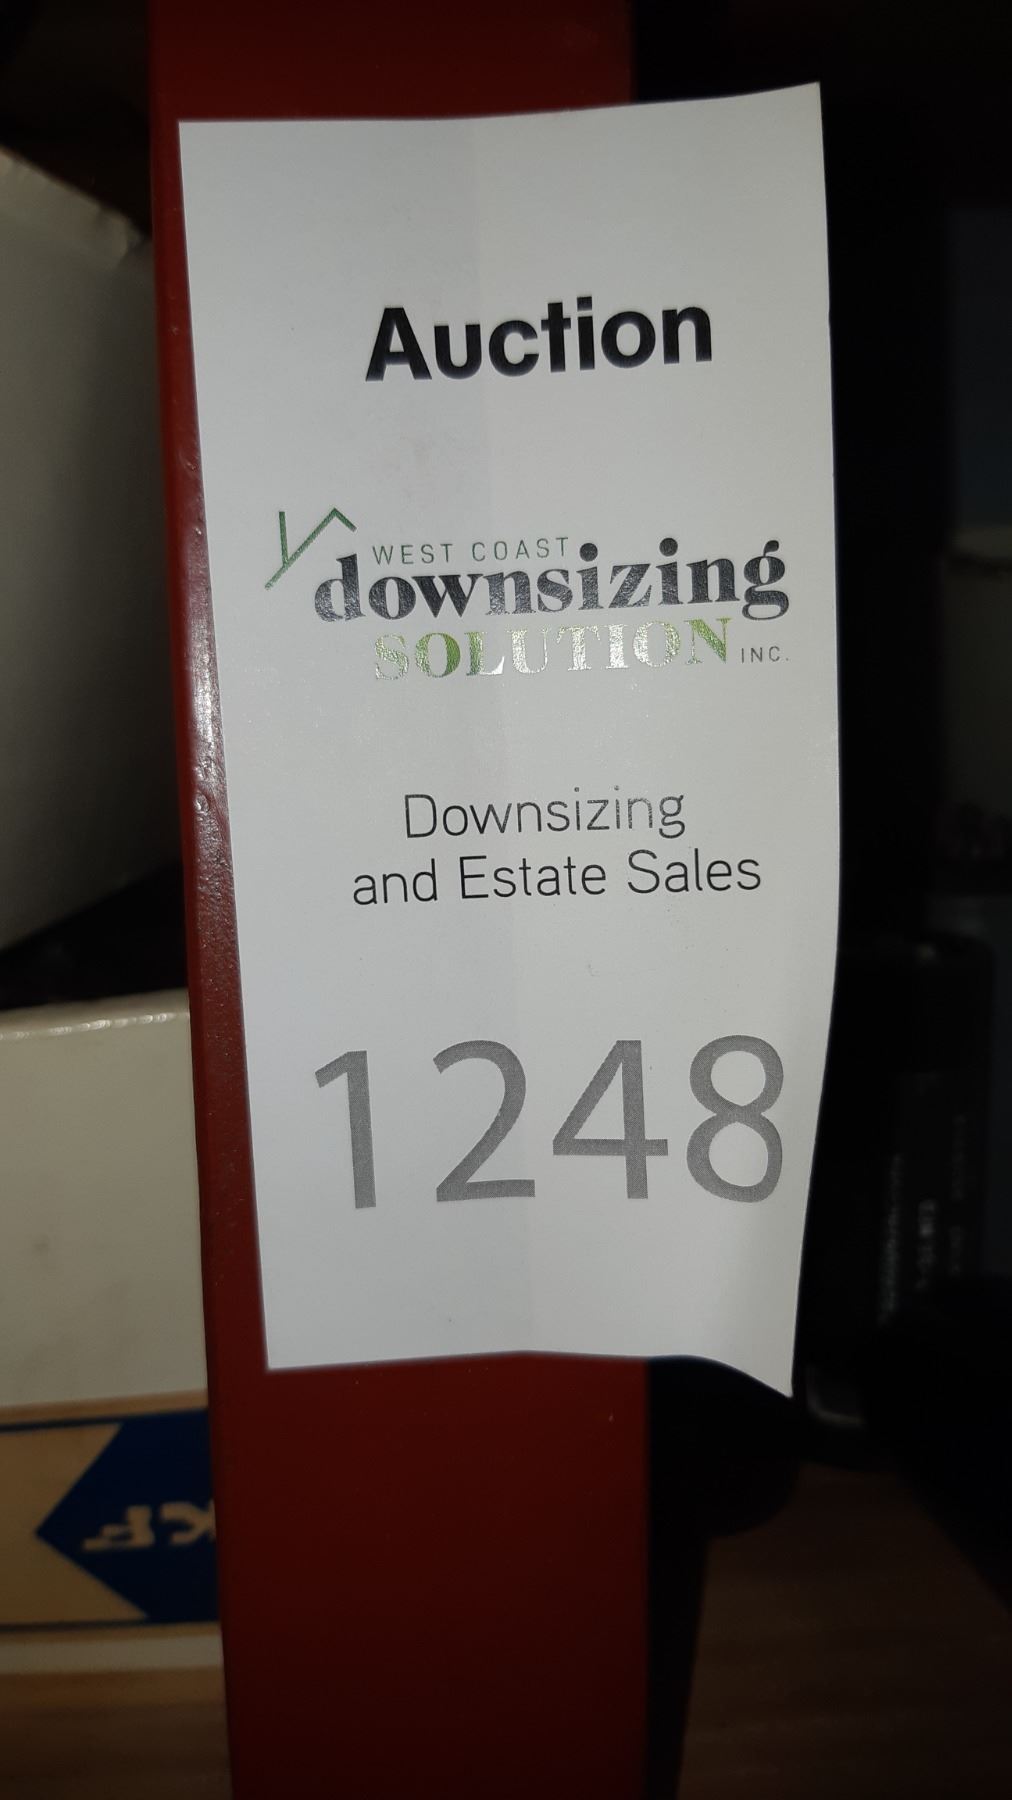 Auction
WEST COAST
downsizing
SOLUTION INC.
Downsizing
and Estate Sales
1248